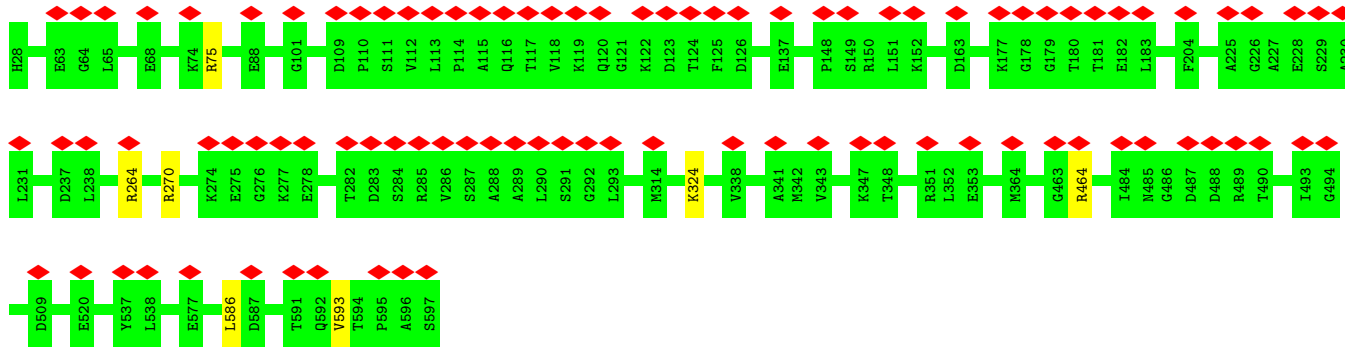 H28 E63 G64 L65 E68 K74 R75 E88 G101 D109 P110 S111 V112 L113 P114 A115 Q116 T117 V118 K119 Q120 G121 K122 D123 T124 F125 D126 E137 P148 S149 R150 L151 K152 D163 K177 G178 G179 T180 T181 E182 L183 F204 A225 G226 A227 E228 S229 A230
L231 D237 L238 R264 R270 K274 E275 G276 K277 E278 T282 D283 S284 R285 V286 S287 A288 A289 L290 S291 G292 L293 M314 K324 V338 A341 M342 V343 K347 T348 R351 L352 E353 M364 G463 R464 I484 N485 G486 D487 D488 R489 T490 I493 G494
D509 E520 Y537 L538 E577 L586 D587 T591 Q592 V593 T594 P595 A596 S597